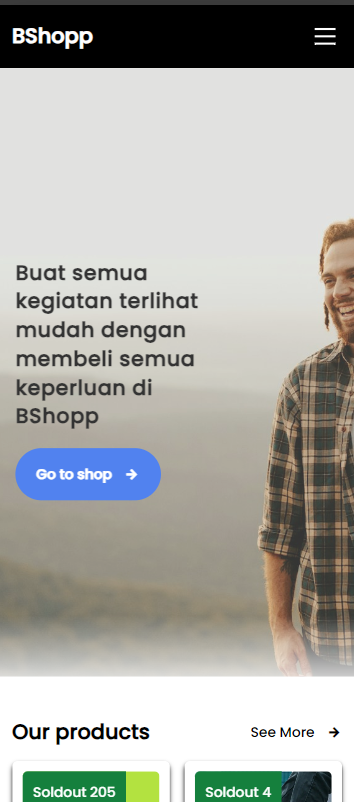 BShopp
Buat semua
kegiatan terlihat
mudah dengan
membeli semua
keperluan di
BShopp
Go to shop
Our products
See More
Soldout 205
Soldout 4